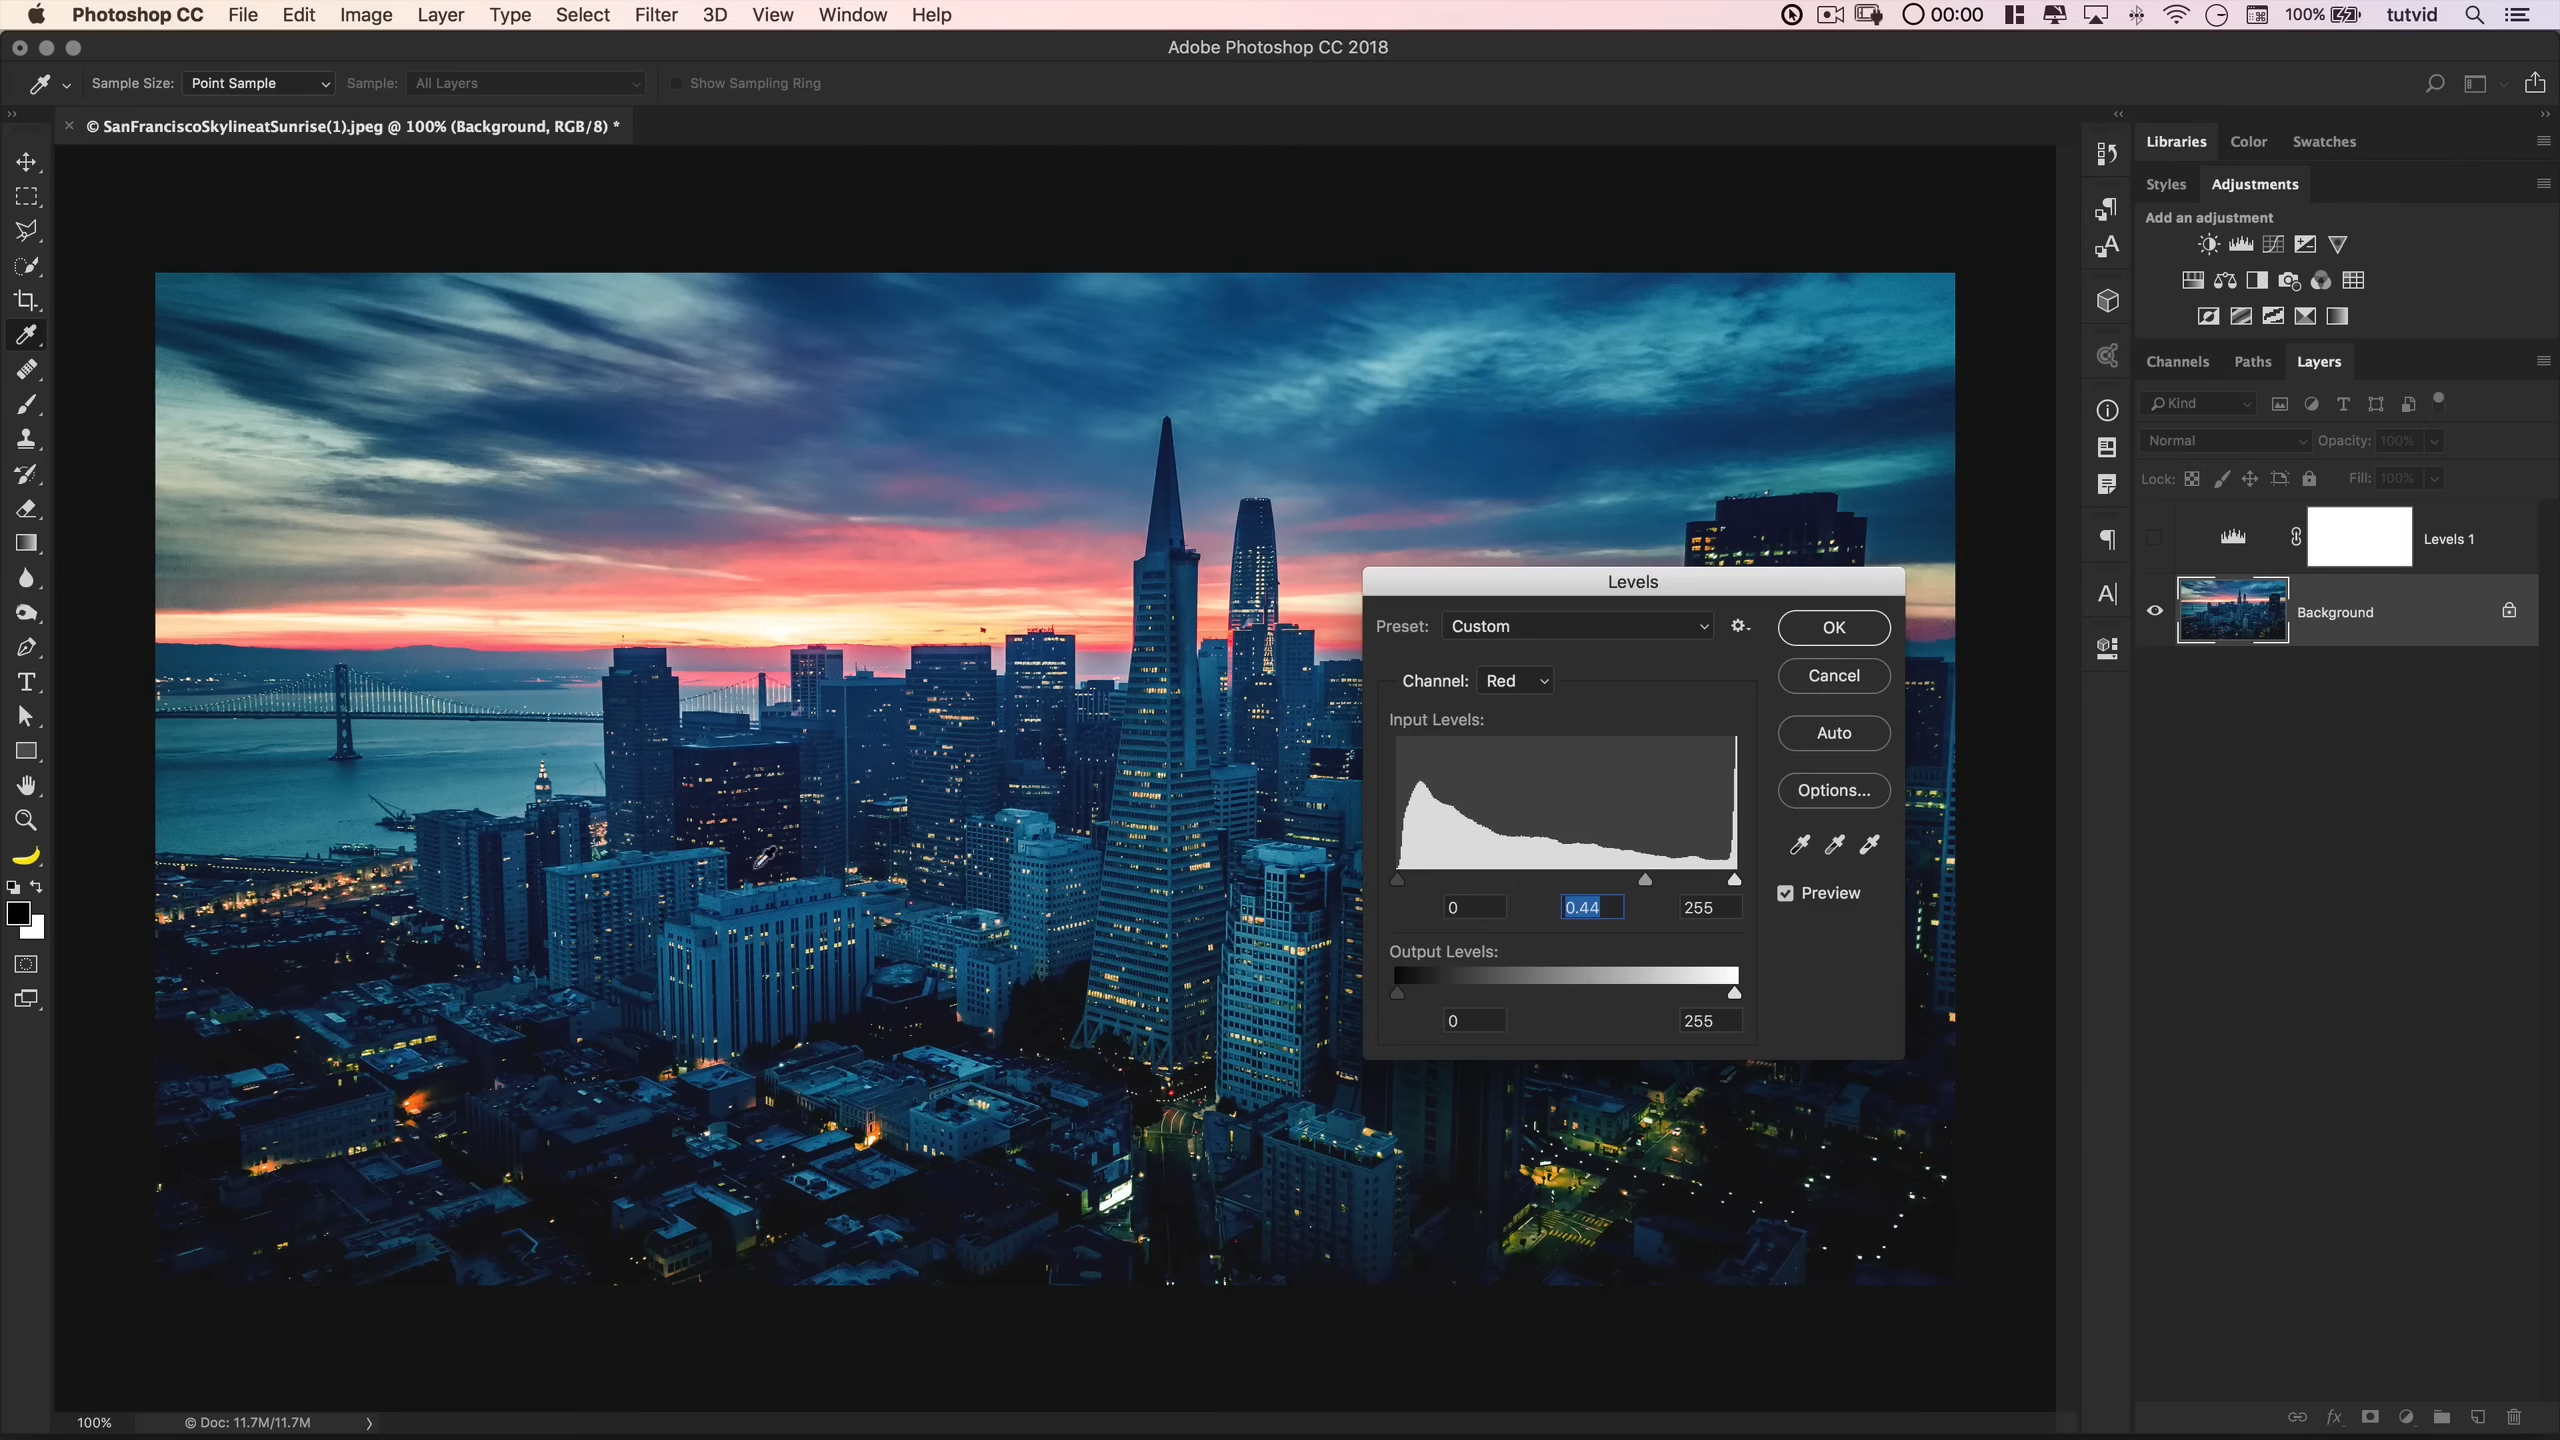 Photoshop CC File Edit Image Layer Type Select Filter 3D View Window Help 00:00 100% tutvid
Adobe Photoshop CC 2018
Sample Size: Point Sample Sample: All Layers Show Sampling Ring
© SanFranciscoSkylineatSunrise(1).jpeg @ 100% (Background, RGB/8) *
Libraries Color Swatches
Styles Adjustments
Add an adjustment
Channels Paths Layers
Kind
Normal Opacity: 100%
Lock: Fill: 100%
Levels 1
Background
Levels
Preset: Custom
OK
Cancel
Channel: Red
Input Levels:
Auto
Options...
Preview
0 0.44 255
Output Levels:
0 255
100% © Doc: 11.7M/11.7M